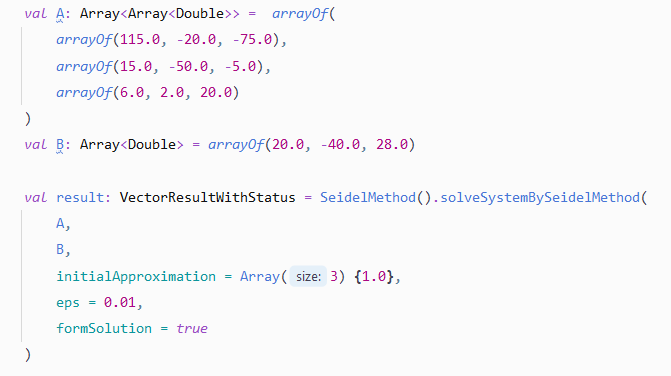 val A: Array<Array<Double>> =  arrayOf(
    arrayOf(115.0, -20.0, -75.0),
    arrayOf(15.0, -50.0, -5.0),
    arrayOf(6.0, 2.0, 20.0)
)
val B: Array<Double> = arrayOf(20.0, -40.0, 28.0)

val result: VectorResultWithStatus = SeidelMethod().solveSystemBySeidelMethod(
    A,
    B,
    initialApproximation = Array( size: 3) {1.0},
    eps = 0.01,
    formSolution = true
)